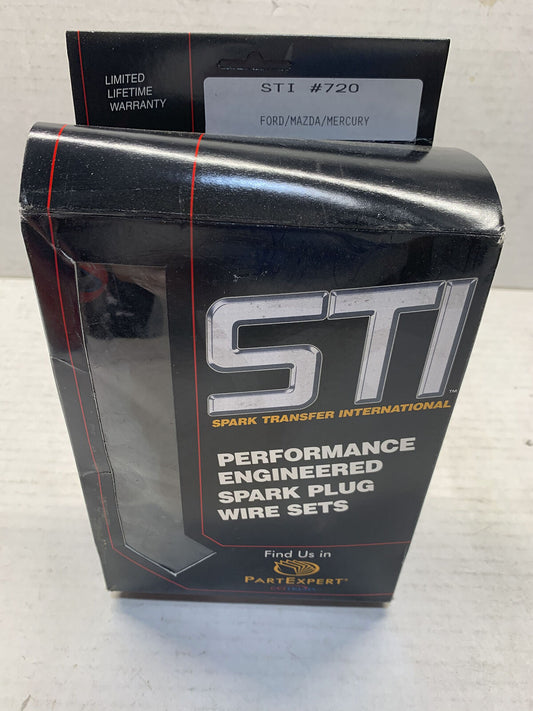 LIMITED
LIFETIME
WARRANTY
STI #720
FORD/MAZDA/MERCURY
STI™
SPARK TRANSFER INTERNATIONAL
PERFORMANCE
ENGINEERED
SPARK PLUG
WIRE SETS
Find Us in
PARTEXPERT®